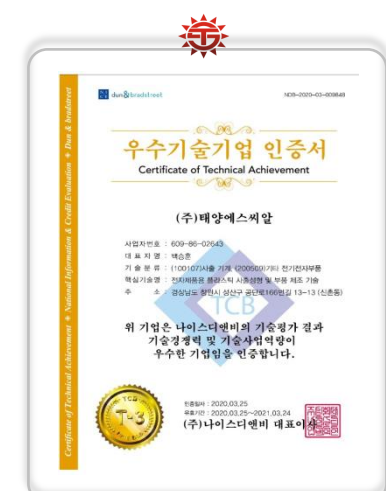 dun & bradstreet
NDB-2020-03-009649
우수기술기업 인증서
Certificate of Technical Achievement
(주)태양에스씨알
사업자번호 : 609-86-02643
대 표 자 명 : 백승훈
기 술 분 류 : (100107)사출 기계, (200509)기타 전기전자부품
핵심기술명 : 전자제품용 플라스틱 사출성형 및 부품 제조 기술
주 소 : 경상남도 창원시 성산구 공단로166번길 13-13 (신촌동)
TCB
위 기업은 나이스디앤비의 기술평가 결과
기술경쟁력 및 기술사업역량이
우수한 기업임을 인증합니다.
TCB
T-3
인증일자 : 2020.03.25
유효기간 : 2020.03.25~2021.03.24
(주)나이스디앤비 대표이사
Certificate of Technical Achievement ◆ National Information & Credit Evaluation ◆ Dun & bradstreet